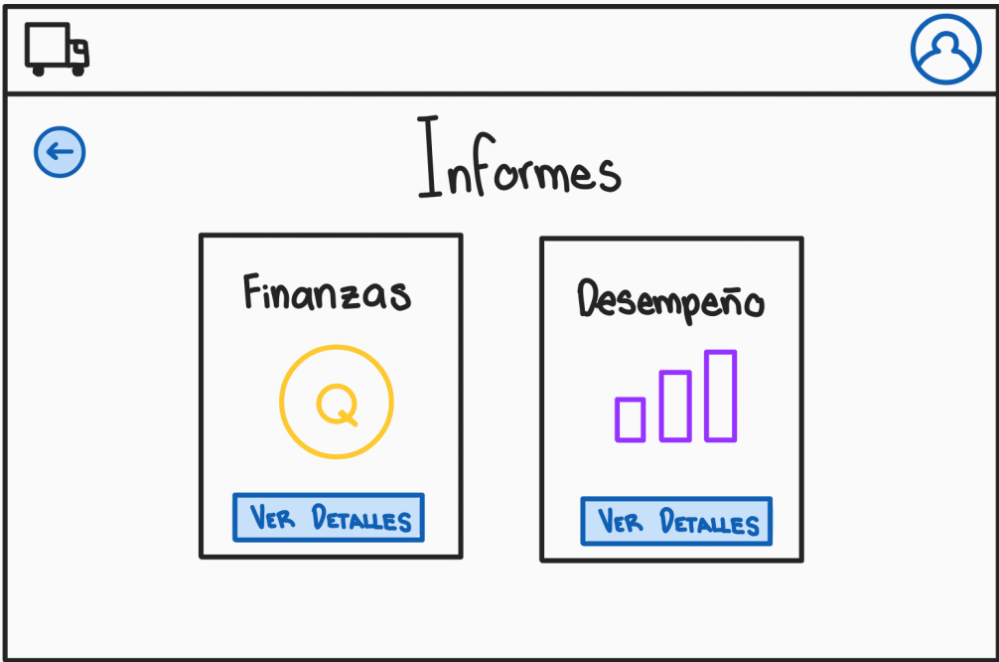 Informes
Finanzas
Desempeño
Q
VER DETALLES
VER DETALLES